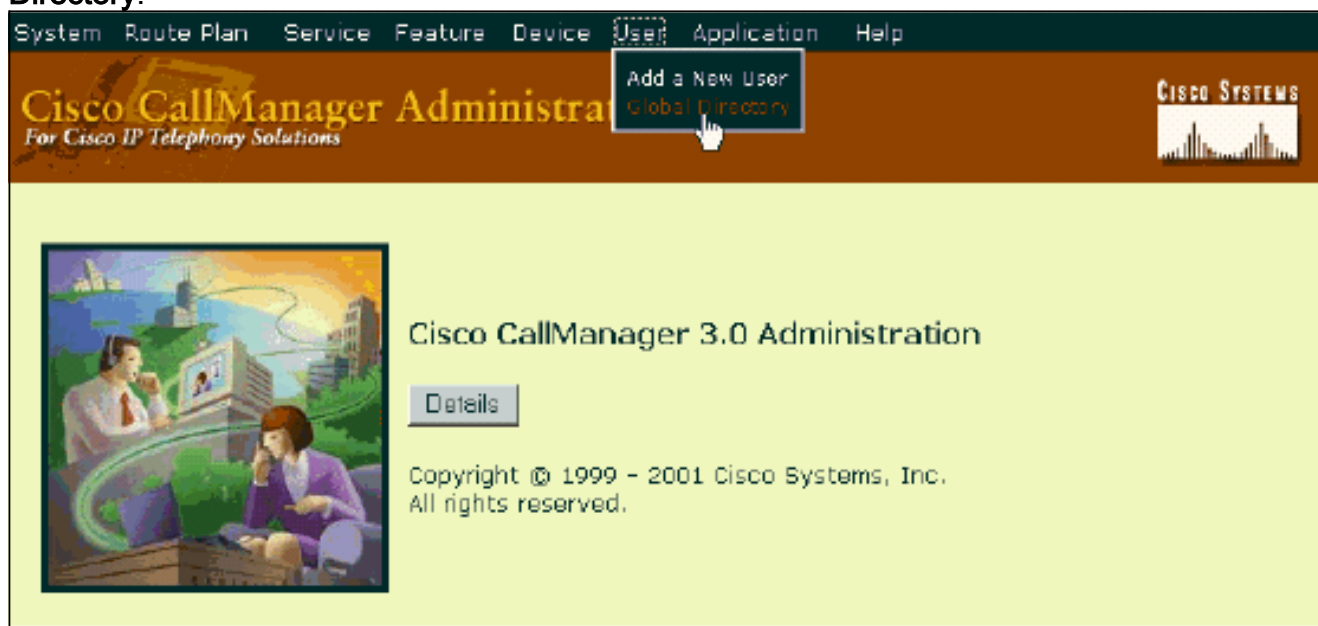 Directory.
System Route Plan Service Feature Device User Application Help
Add a New User
Global Directory
Cisco CallManager Administrat
For Cisco IP Telephony Solutions
CISCO SYSTEMS
Cisco CallManager 3.0 Administration
Details
Copyright © 1999 - 2001 Cisco Systems, Inc.
All rights reserved.